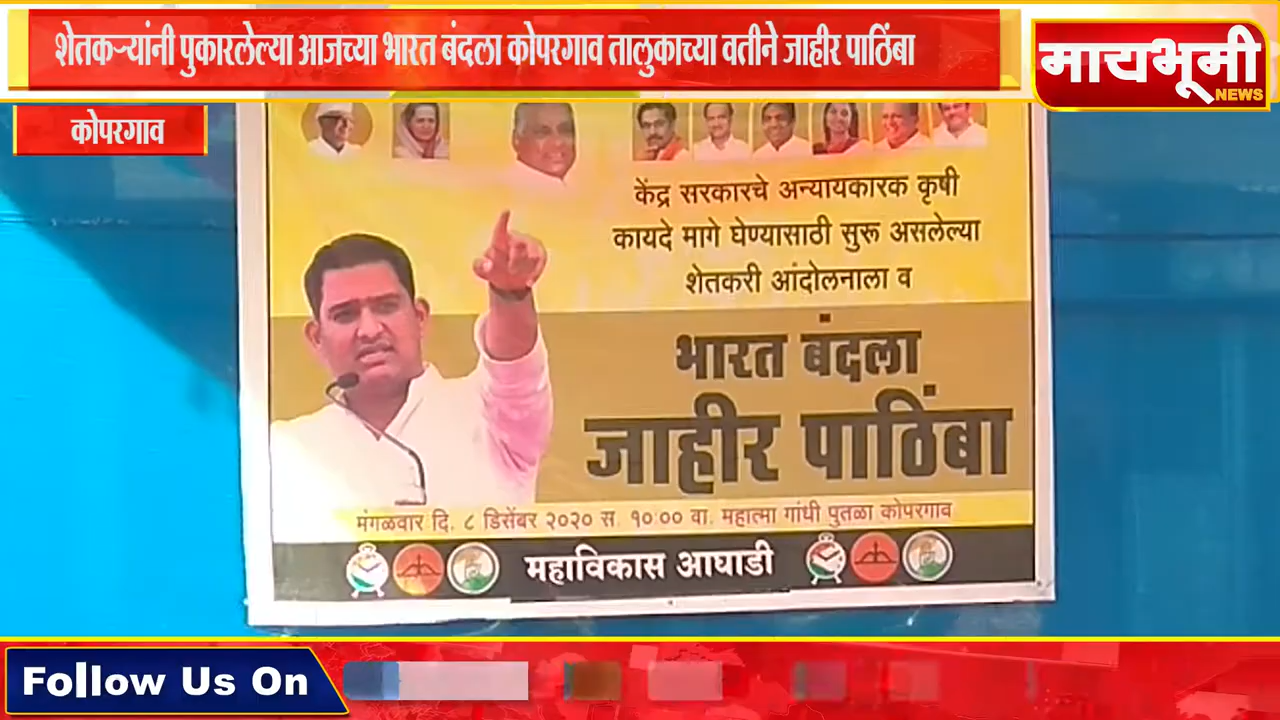 शेतकऱ्यांनी पुकारलेल्या आजच्या भारत बंदला कोपरगाव तालुकाच्या वतीने जाहीर पाठिंबा
मायभूमी
NEWS
कोपरगाव
केंद्र सरकारचे अन्यायकारक कृषी
कायदे मागे घेण्यासाठी सुरू असलेल्या
शेतकरी आंदोलनाला व
भारत बंदला
जाहीर पाठिंबा
मंगळवार दि. ८ डिसेंबर २०२० स. १०:०० वा. महात्मा गांधी पुतळा कोपरगाव
महाविकास आघाडी
Follow Us On